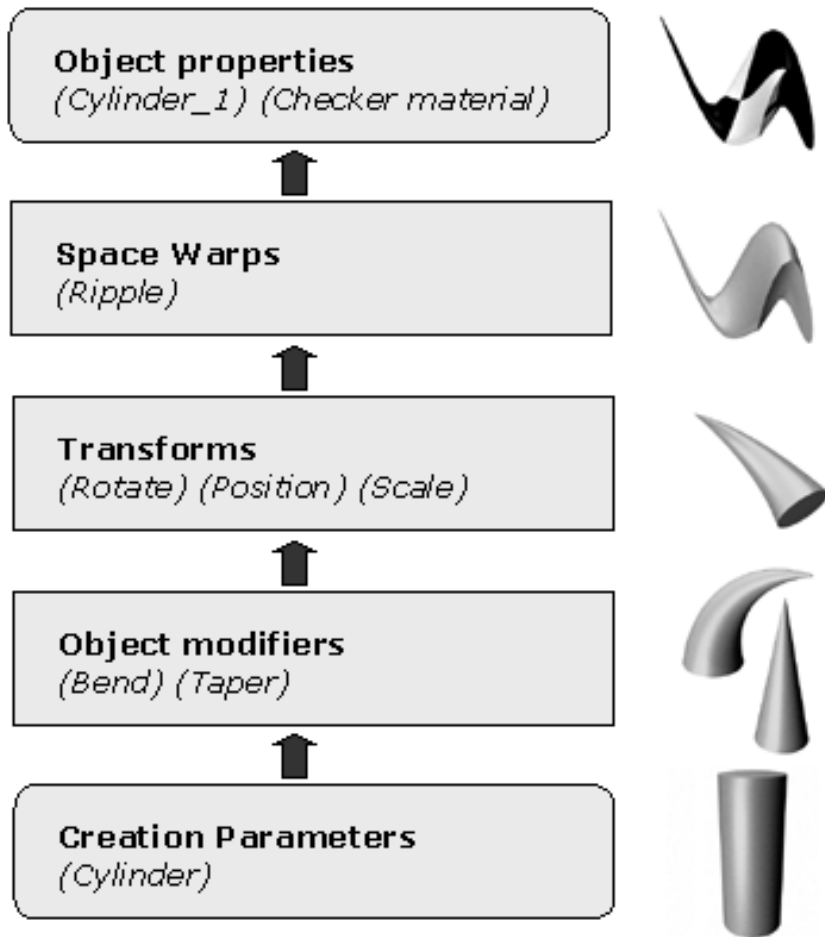 Object properties
(Cylinder_1) (Checker material)
Space Warps
(Ripple)
Transforms
(Rotate) (Position) (Scale)
Object modifiers
(Bend) (Taper)
Creation Parameters
(Cylinder)